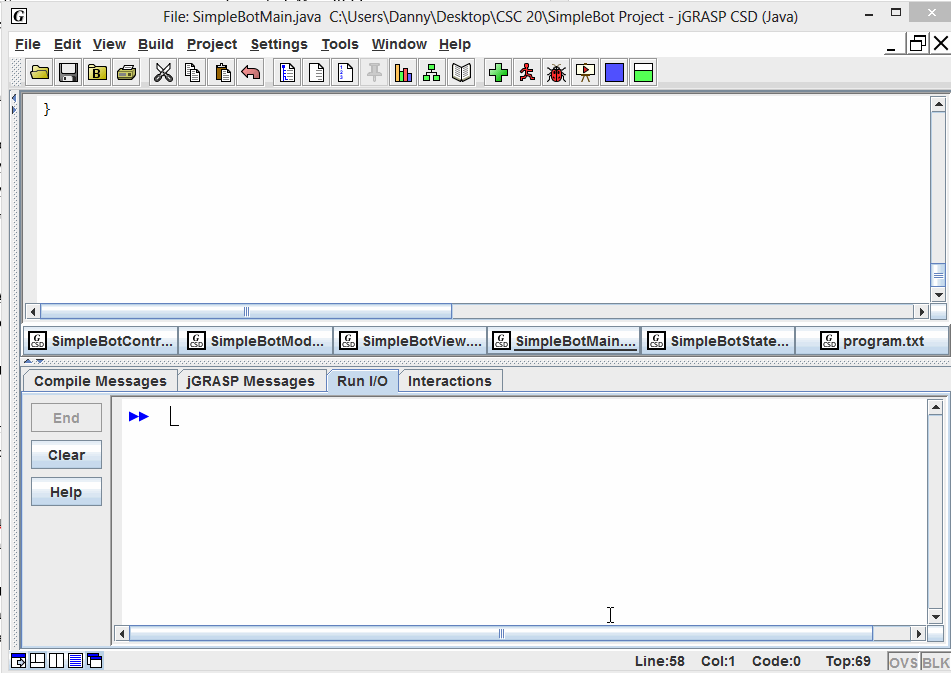 File: SimpleBotMain.java C:\Users\Danny\Desktop\CSC 20\SimpleBot Project - jGRASP CSD (Java)
File Edit View Build Project Settings Tools Window Help
}
SimpleBotContr... SimpleBotMod... SimpleBotView.... SimpleBotMain.... SimpleBotState... program.txt
Compile Messages jGRASP Messages Run I/O Interactions
End
Clear
Help
Line:58 Col:1 Code:0 Top:69 OVS BLK